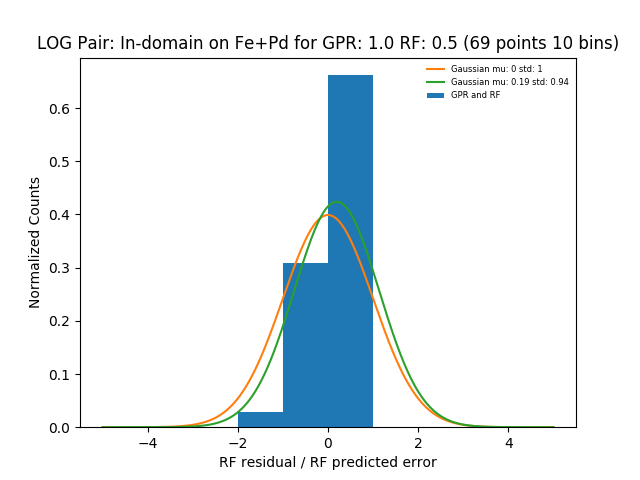 LOG Pair: In-domain on Fe+Pd for GPR: 1.0 RF: 0.5 (69 points 10 bins)
Gaussian mu: 0 std: 1
Gaussian mu: 0.19 std: 0.94
GPR and RF
Normalized Counts
0.6
0.5
0.4
0.3
0.2
0.1
0.0
−4 −2 0 2 4
RF residual / RF predicted error